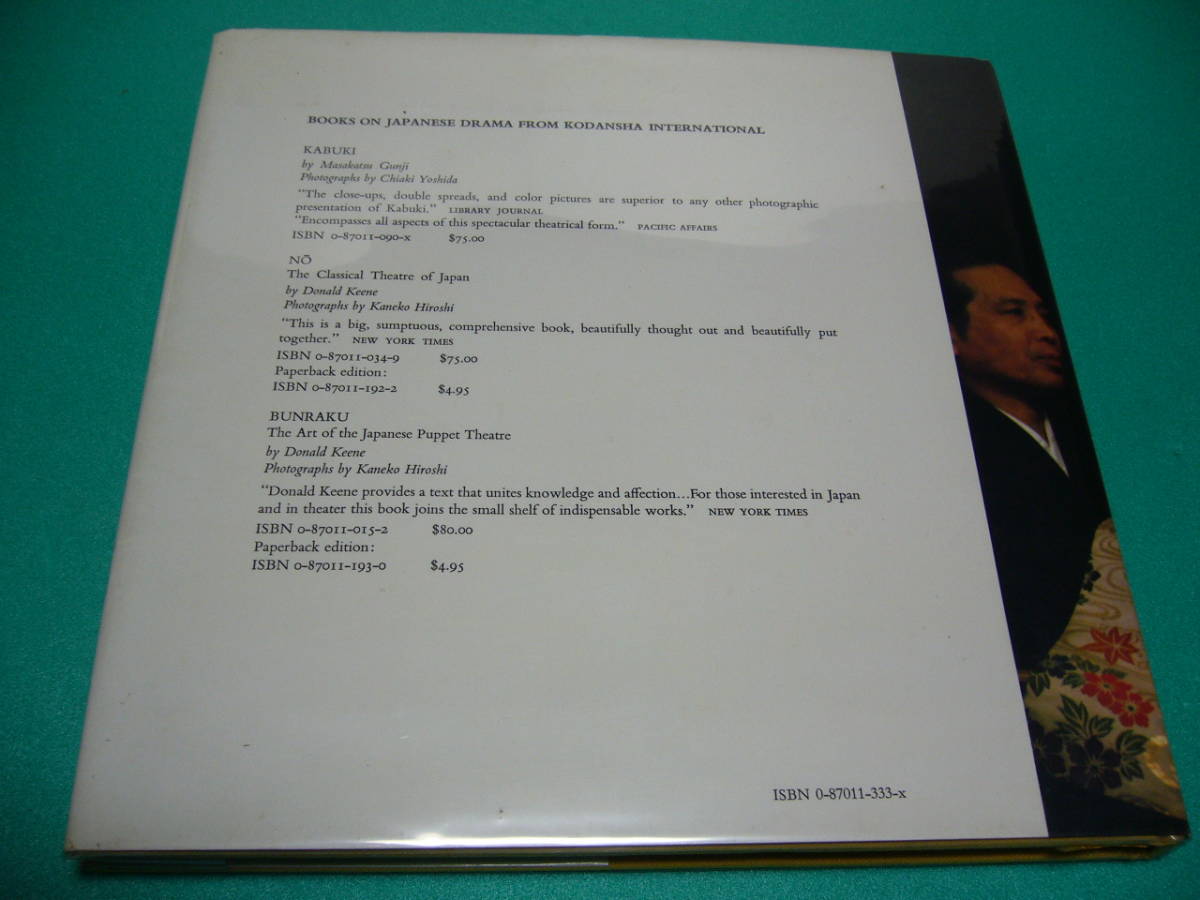 BOOKS ON JAPANESE DRAMA FROM KODANSHA INTERNATIONAL
KABUKI
by Masakatsu Gunji
Photographs by Chiaki Yoshida
"The close-ups, double spreads, and color pictures are superior to any other photographic
presentation of Kabuki." LIBRARY JOURNAL
"Encompasses all aspects of this spectacular theatrical form." PACIFIC AFFAIRS
ISBN 0-87011-090-x $75.00
NŌ
The Classical Theatre of Japan
by Donald Keene
Photographs by Kaneko Hiroshi
"This is a big, sumptuous, comprehensive book, beautifully thought out and beautifully put
together." NEW YORK TIMES
ISBN 0-87011-034-9 $75.00
Paperback edition:
ISBN 0-87011-192-2 $4.95
BUNRAKU
The Art of the Japanese Puppet Theatre
by Donald Keene
Photographs by Kaneko Hiroshi
"Donald Keene provides a text that unites knowledge and affection...For those interested in Japan
and in theater this book joins the small shelf of indispensable works." NEW YORK TIMES
ISBN 0-87011-015-2 $80.00
Paperback edition:
ISBN 0-87011-193-0 $4.95
ISBN 0-87011-333-x